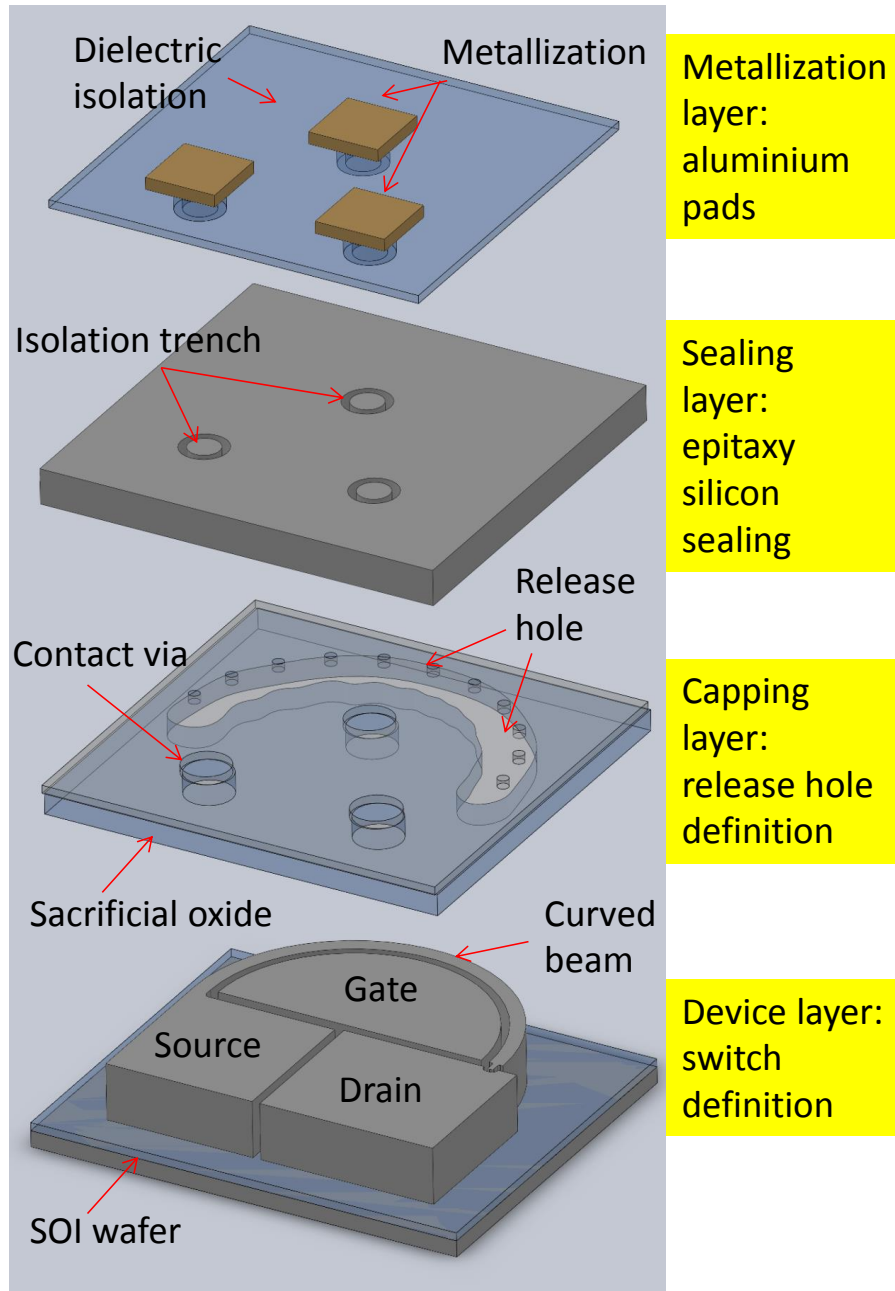 Dielectric
isolation
Metallization
Metallization
layer:
aluminium
pads
Isolation trench
Sealing
layer:
epitaxy
silicon
sealing
Release
hole
Contact via
Capping
layer:
release hole
definition
Sacrificial oxide
Curved
beam
Gate
Source
Drain
Device layer:
switch
definition
SOI wafer